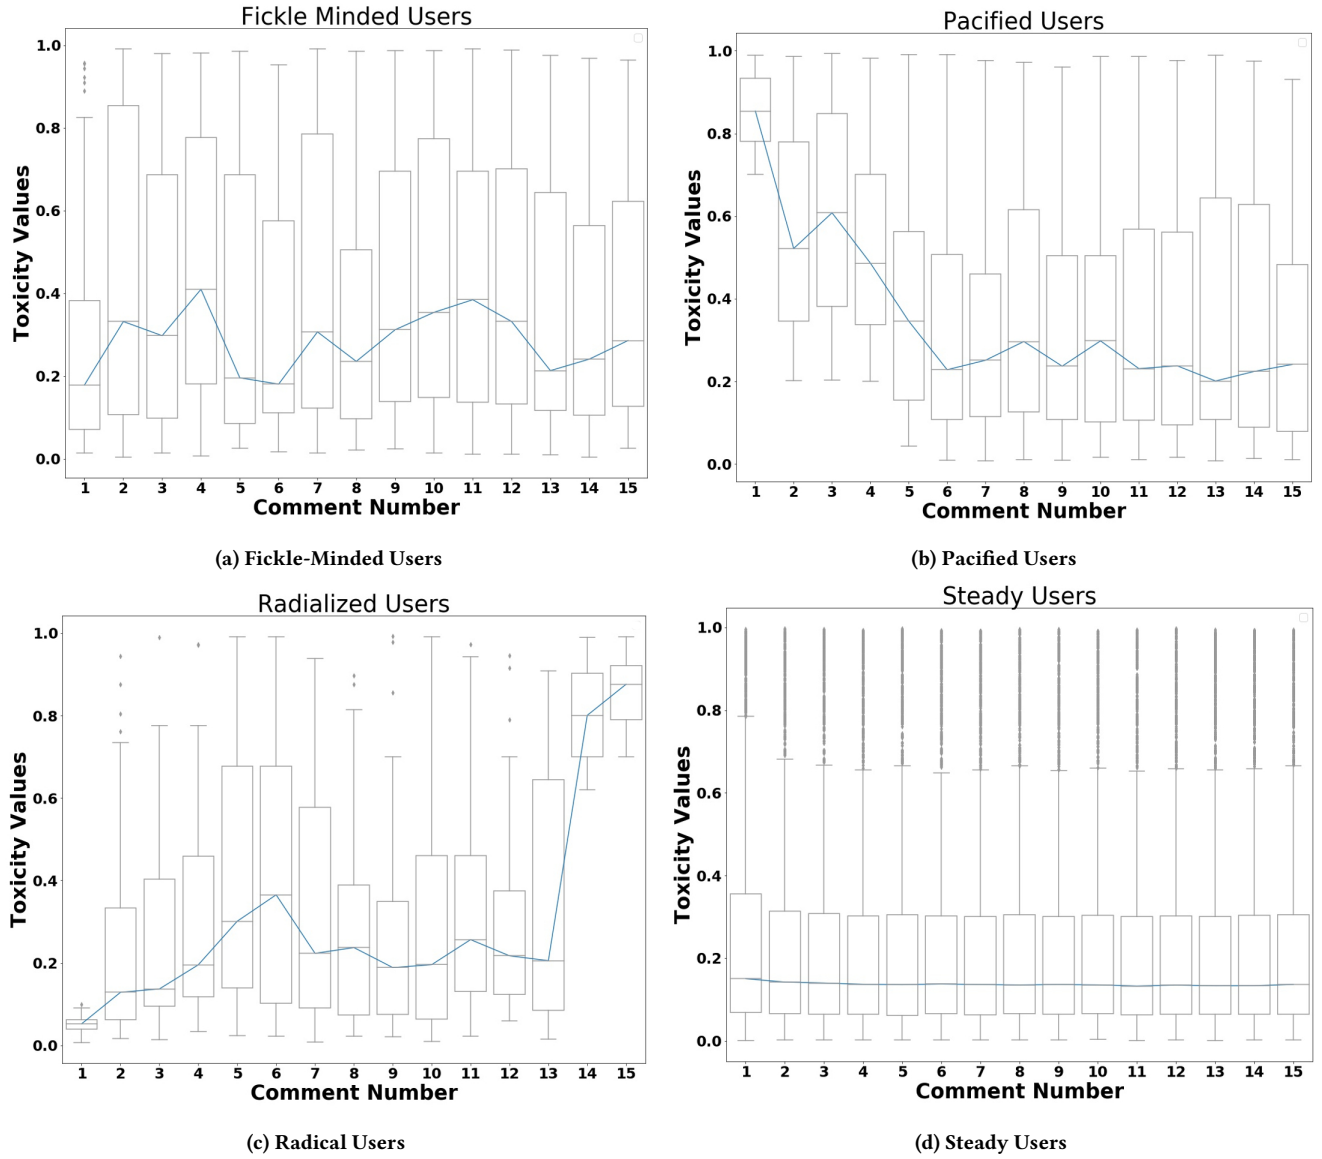 Fickle Minded Users
1.0
0.8
0.6
0.4
0.2
0.0
Toxicity Values
1 2 3 4 5 6 7 8 9 10 11 12 13 14 15
Comment Number
(a) Fickle-Minded Users
Pacified Users
1.0
0.8
0.6
0.4
0.2
0.0
Toxicity Values
1 2 3 4 5 6 7 8 9 10 11 12 13 14 15
Comment Number
(b) Pacified Users
Radialized Users
1.0
0.8
0.6
0.4
0.2
0.0
Toxicity Values
1 2 3 4 5 6 7 8 9 10 11 12 13 14 15
Comment Number
(c) Radical Users
Steady Users
1.0
0.8
0.6
0.4
0.2
0.0
Toxicity Values
1 2 3 4 5 6 7 8 9 10 11 12 13 14 15
Comment Number
(d) Steady Users